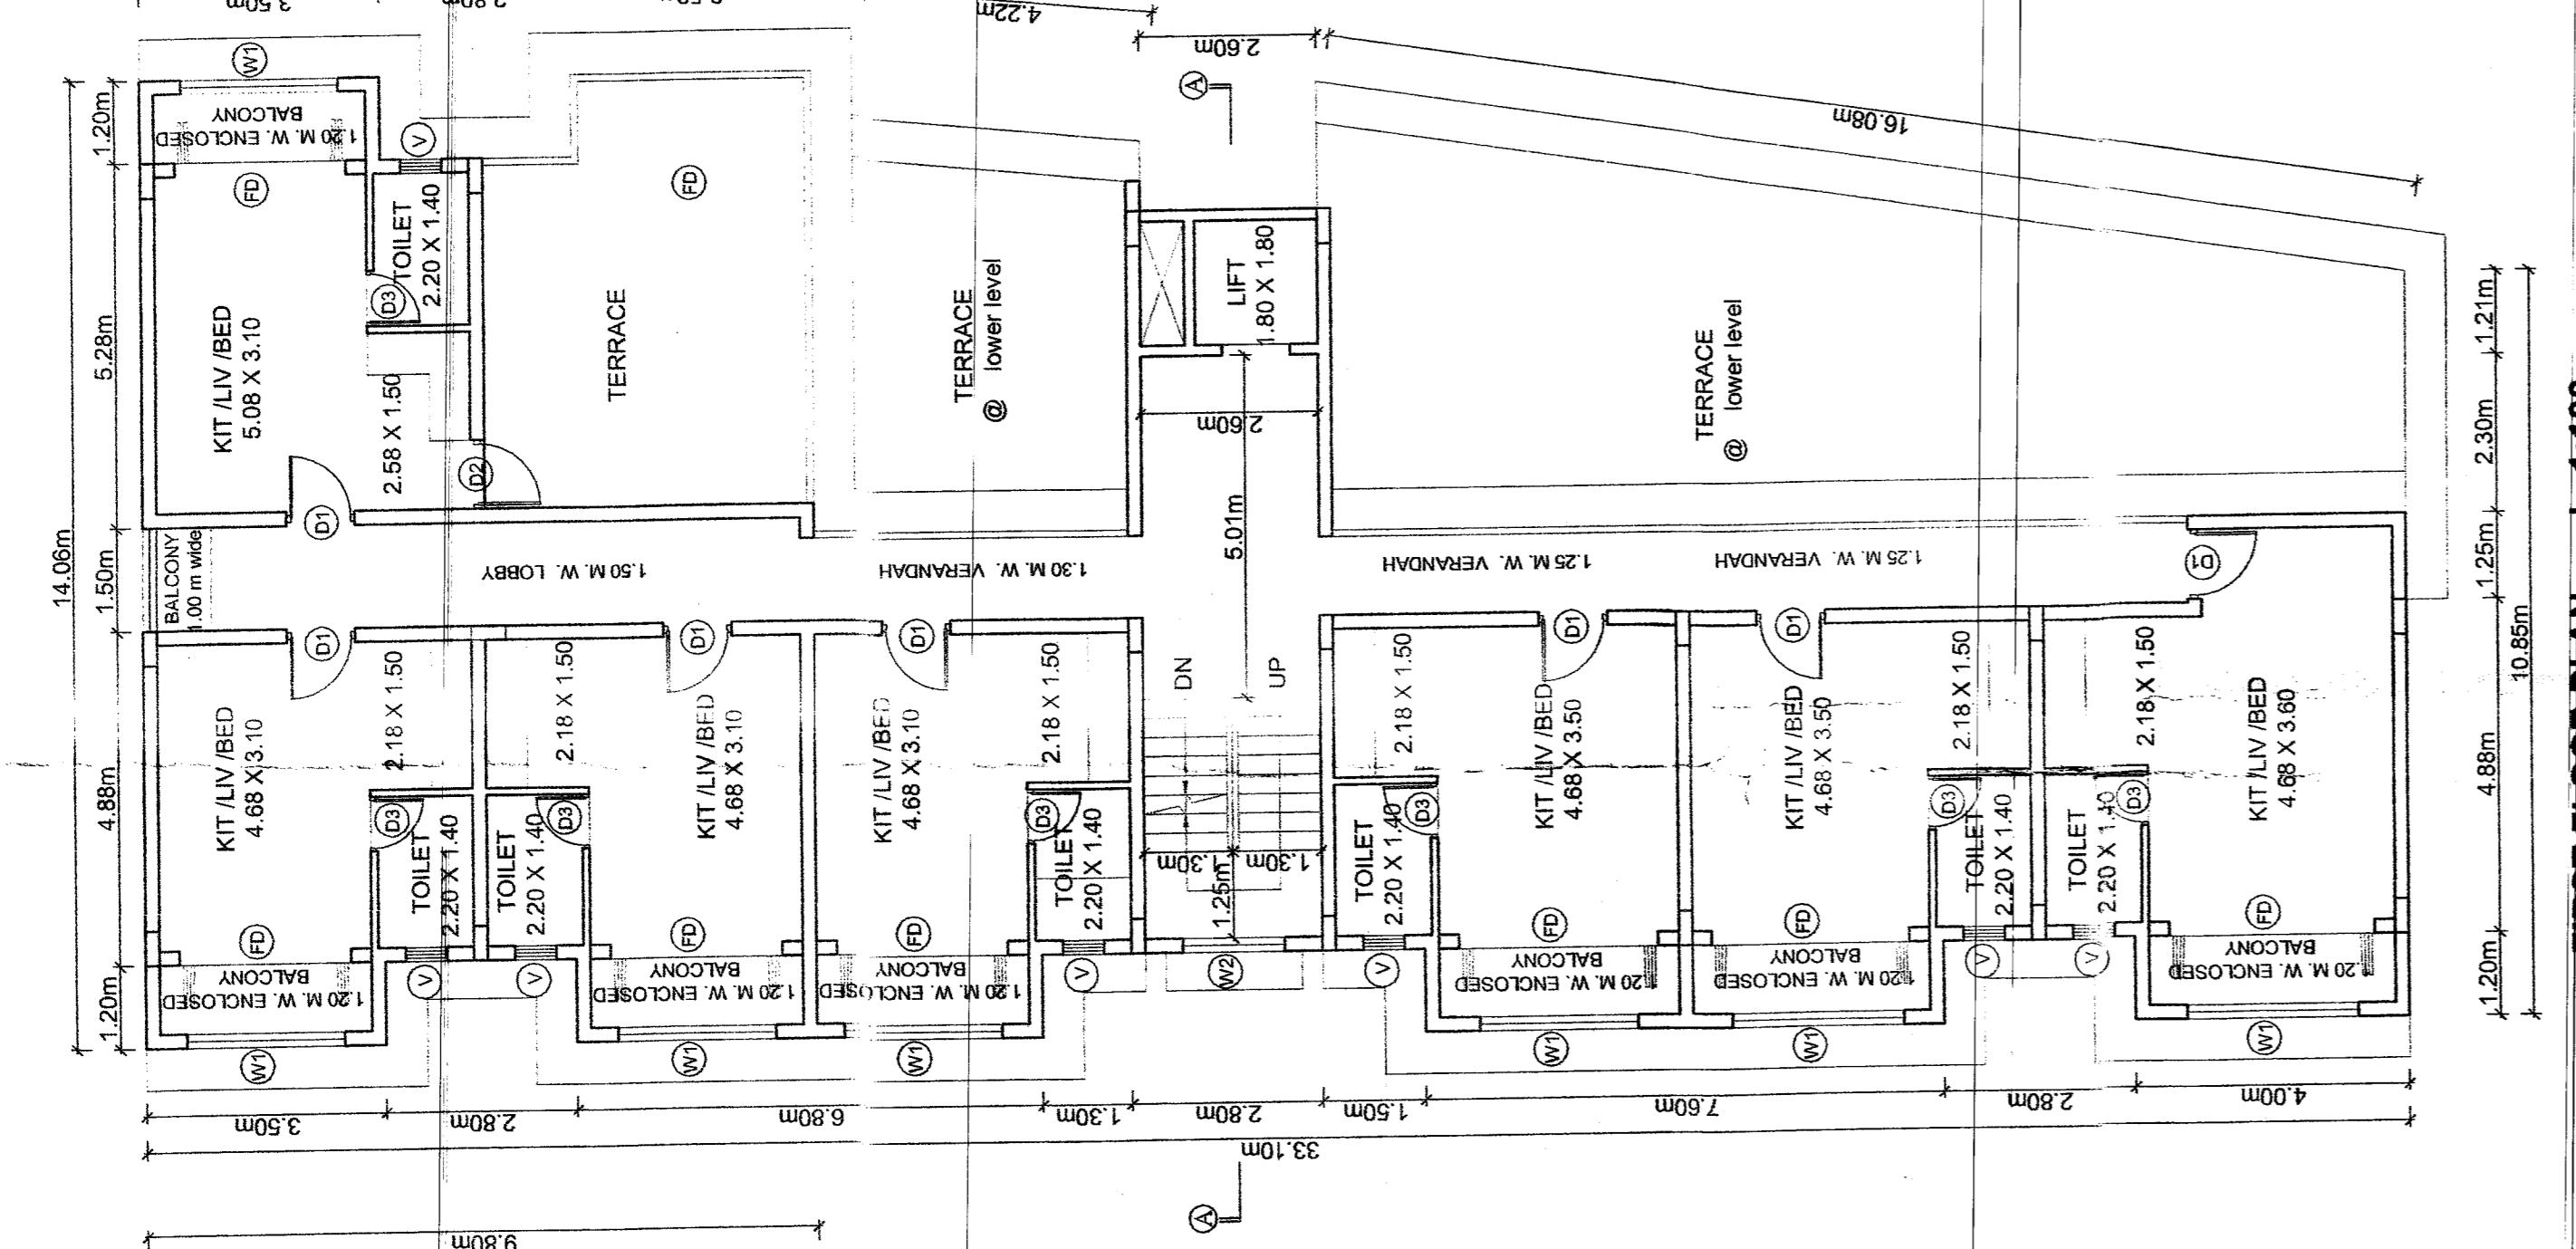 3.50m
4.22m
2.60m
A
16.08m
W1
1.20 M. W. ENCLOSED
BALCONY
V
FD
TOILET
2.20 X 1.40
D3
KIT /LIV /BED
5.08 X 3.10
2.58 X 1.50
D2
D1
FD
TERRACE
TERRACE
@ lower level
LIFT
1.80 X 1.80
2.60m
5.01m
TERRACE
@ lower level
14.06m
1.20m
5.28m
1.50m
4.88m
1.20m
BALCONY
1.00 m wide
1.50 M. W. LOBBY
1.30 M. W. VERANDAH
1.25 M. W. VERANDAH
1.25 M. W. VERANDAH
D1
1.21m
2.30m
1.25m
4.88m
1.20m
10.85m
D1
KIT /LIV /BED
4.68 X 3.10
2.18 X 1.50
D3
TOILET
2.20 X 1.40
FD
1.20 M. W. ENCLOSED
BALCONY
V
W1
D1
2.18 X 1.50
KIT /LIV /BED
4.68 X 3.10
D3
TOILET
2.20 X 1.40
FD
1.20 M. W. ENCLOSED
BALCONY
V
W1
D1
KIT /LIV /BED
4.68 X 3.10
2.18 X 1.50
D3
TOILET
2.20 X 1.40
FD
1.20 M. W. ENCLOSED
BALCONY
V
W1
DN
UP
1.30m
1.30m
1.25m
W2
D1
2.18 X 1.50
KIT /LIV /BED
4.68 X 3.50
D3
TOILET
2.20 X 1.40
FD
1.20 M. W. ENCLOSED
BALCONY
V
W1
D1
KIT /LIV /BED
4.68 X 3.50
2.18 X 1.50
D3
TOILET
2.20 X 1.40
FD
1.20 M. W. ENCLOSED
BALCONY
V
W1
2.18 X 1.50
KIT /LIV /BED
4.68 X 3.60
D3
TOILET
2.20 X 1.40
FD
1.20 M. W. ENCLOSED
BALCONY
V
W1
3.50m
2.80m
6.80m
1.30m
2.80m
1.50m
7.60m
2.80m
4.00m
33.10m
A
9.80m